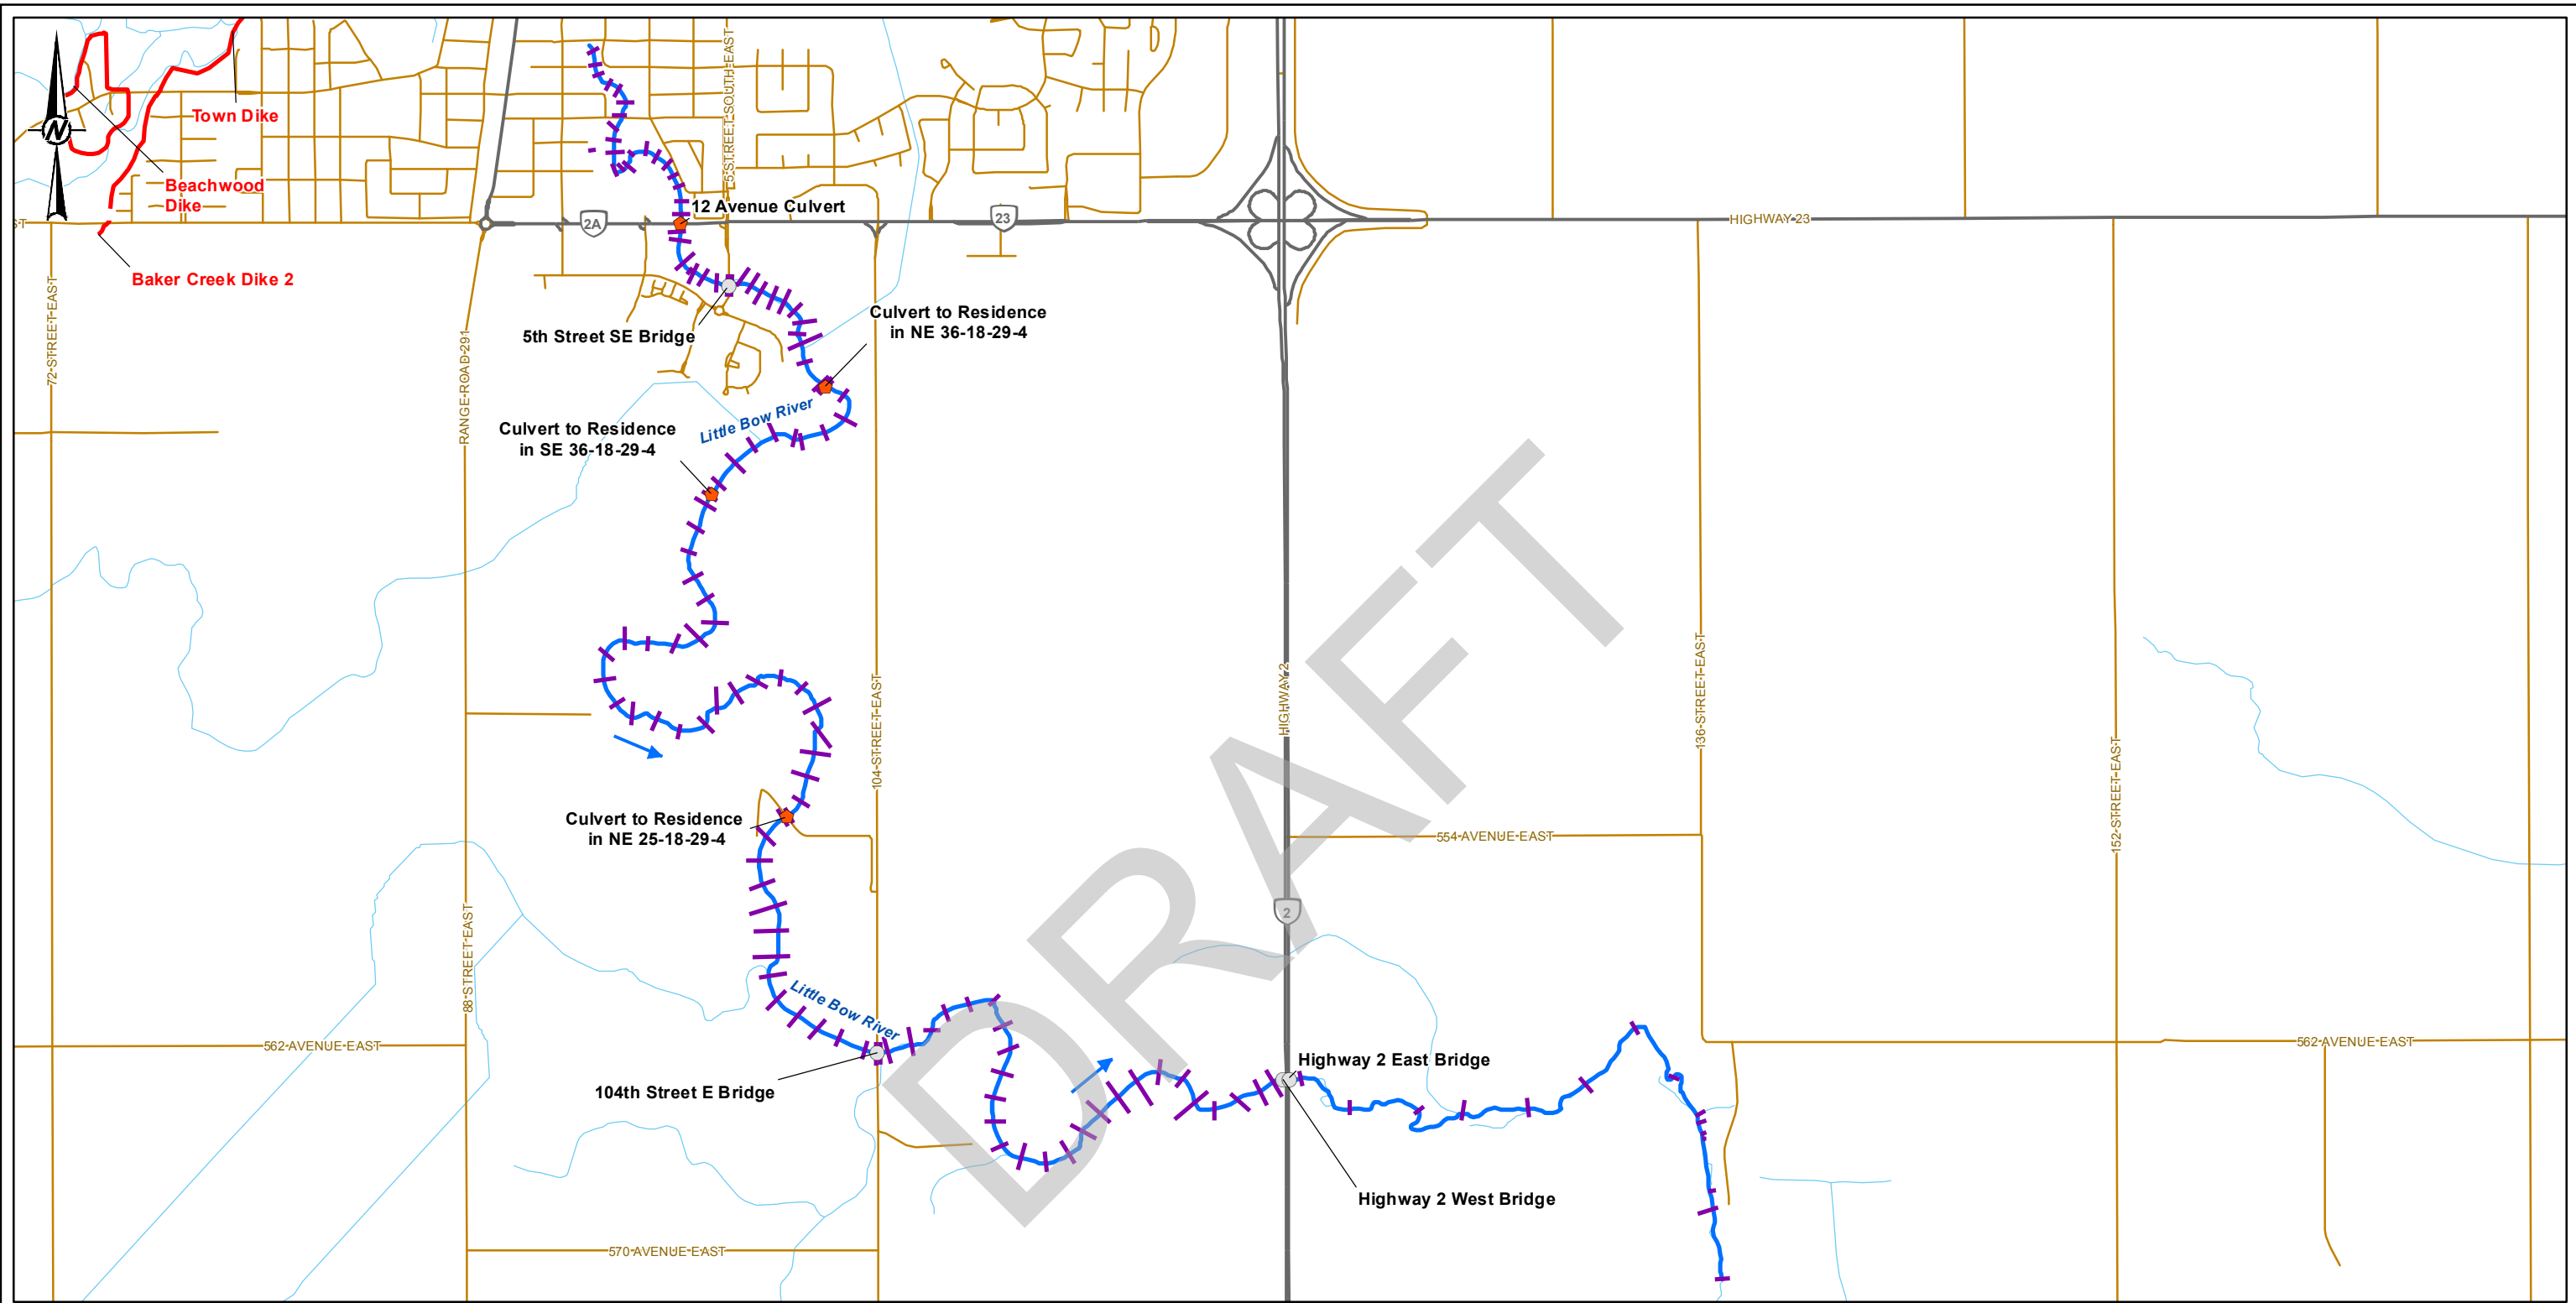 5 STREET SOUTH EAST
Town Dike
N
Beachwood
Dike
12 Avenue Culvert
2A
23
HIGHWAY 23
Baker Creek Dike 2
72 STREET EAST
Culvert to Residence
in NE 36-18-29-4
5th Street SE Bridge
RANGE ROAD 291
Little Bow River
Culvert to Residence
in SE 36-18-29-4
DRAFT
HIGHWAY 2
136 STREET EAST
104 STREET EAST
152 STREET EAST
Culvert to Residence
in NE 25-18-29-4
554 AVENUE EAST
2
88 STREET EAST
Little Bow River
562 AVENUE EAST
562 AVENUE EAST
Highway 2 East Bridge
104th Street E Bridge
Highway 2 West Bridge
570 AVENUE EAST